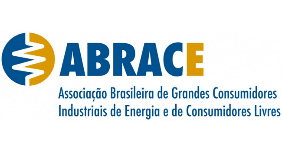 ABRACE
Associação Brasileira de Grandes Consumidores
Industriais de Energia e de Consumidores Livres